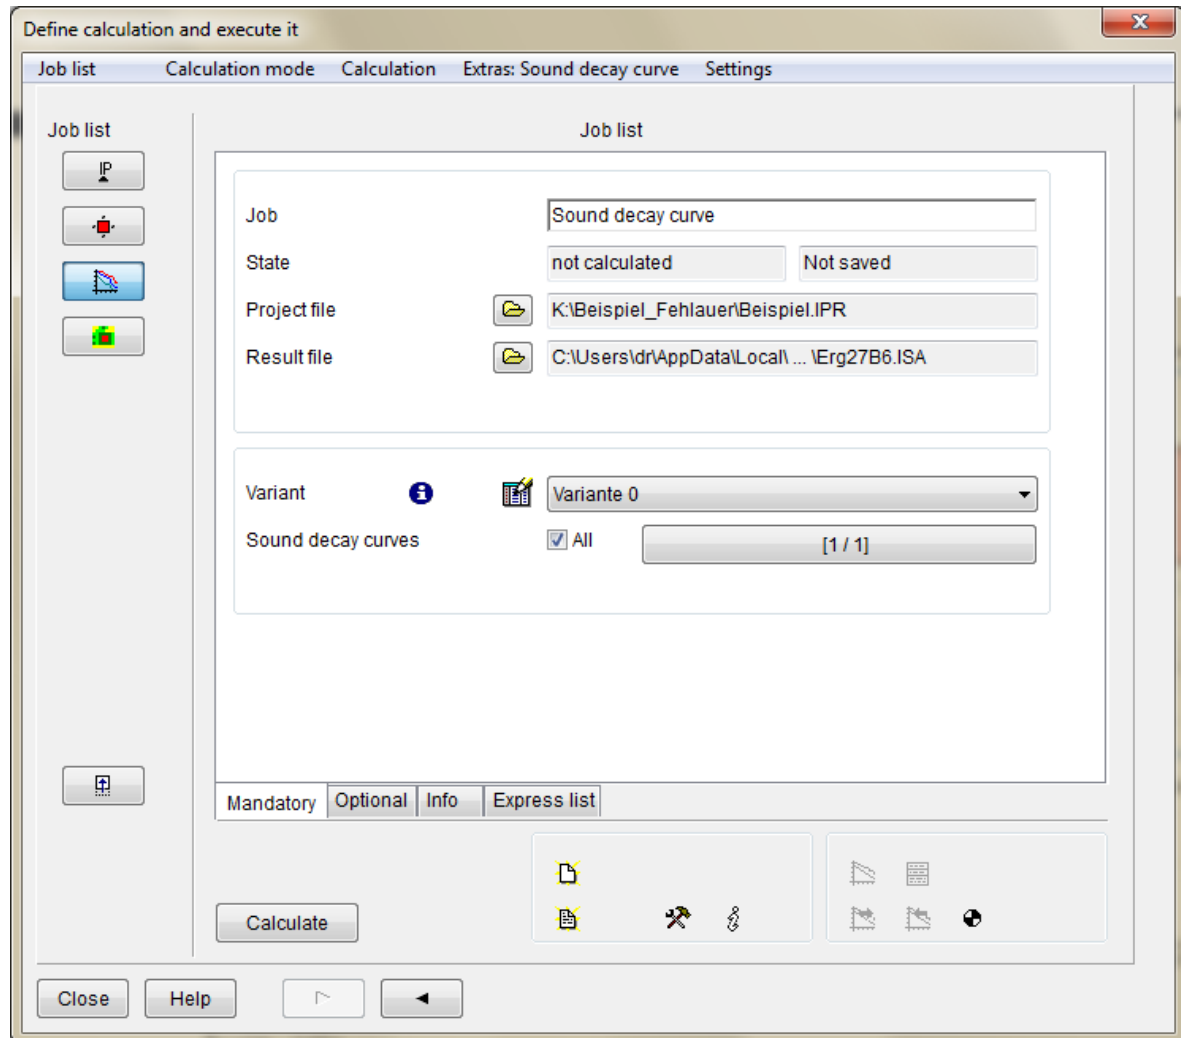 Define calculation and execute it
Job list Calculation mode Calculation Extras: Sound decay curve Settings
Job list
Job list
IP
Job Sound decay curve
State not calculated Not saved
Project file K:\Beispiel_Fehlauer\Beispiel.IPR
Result file C:\Users\dr\AppData\Local\ ... \Erg27B6.ISA
Variant Variante 0
Sound decay curves All [1 / 1]
Mandatory Optional Info Express list
Calculate
Close Help